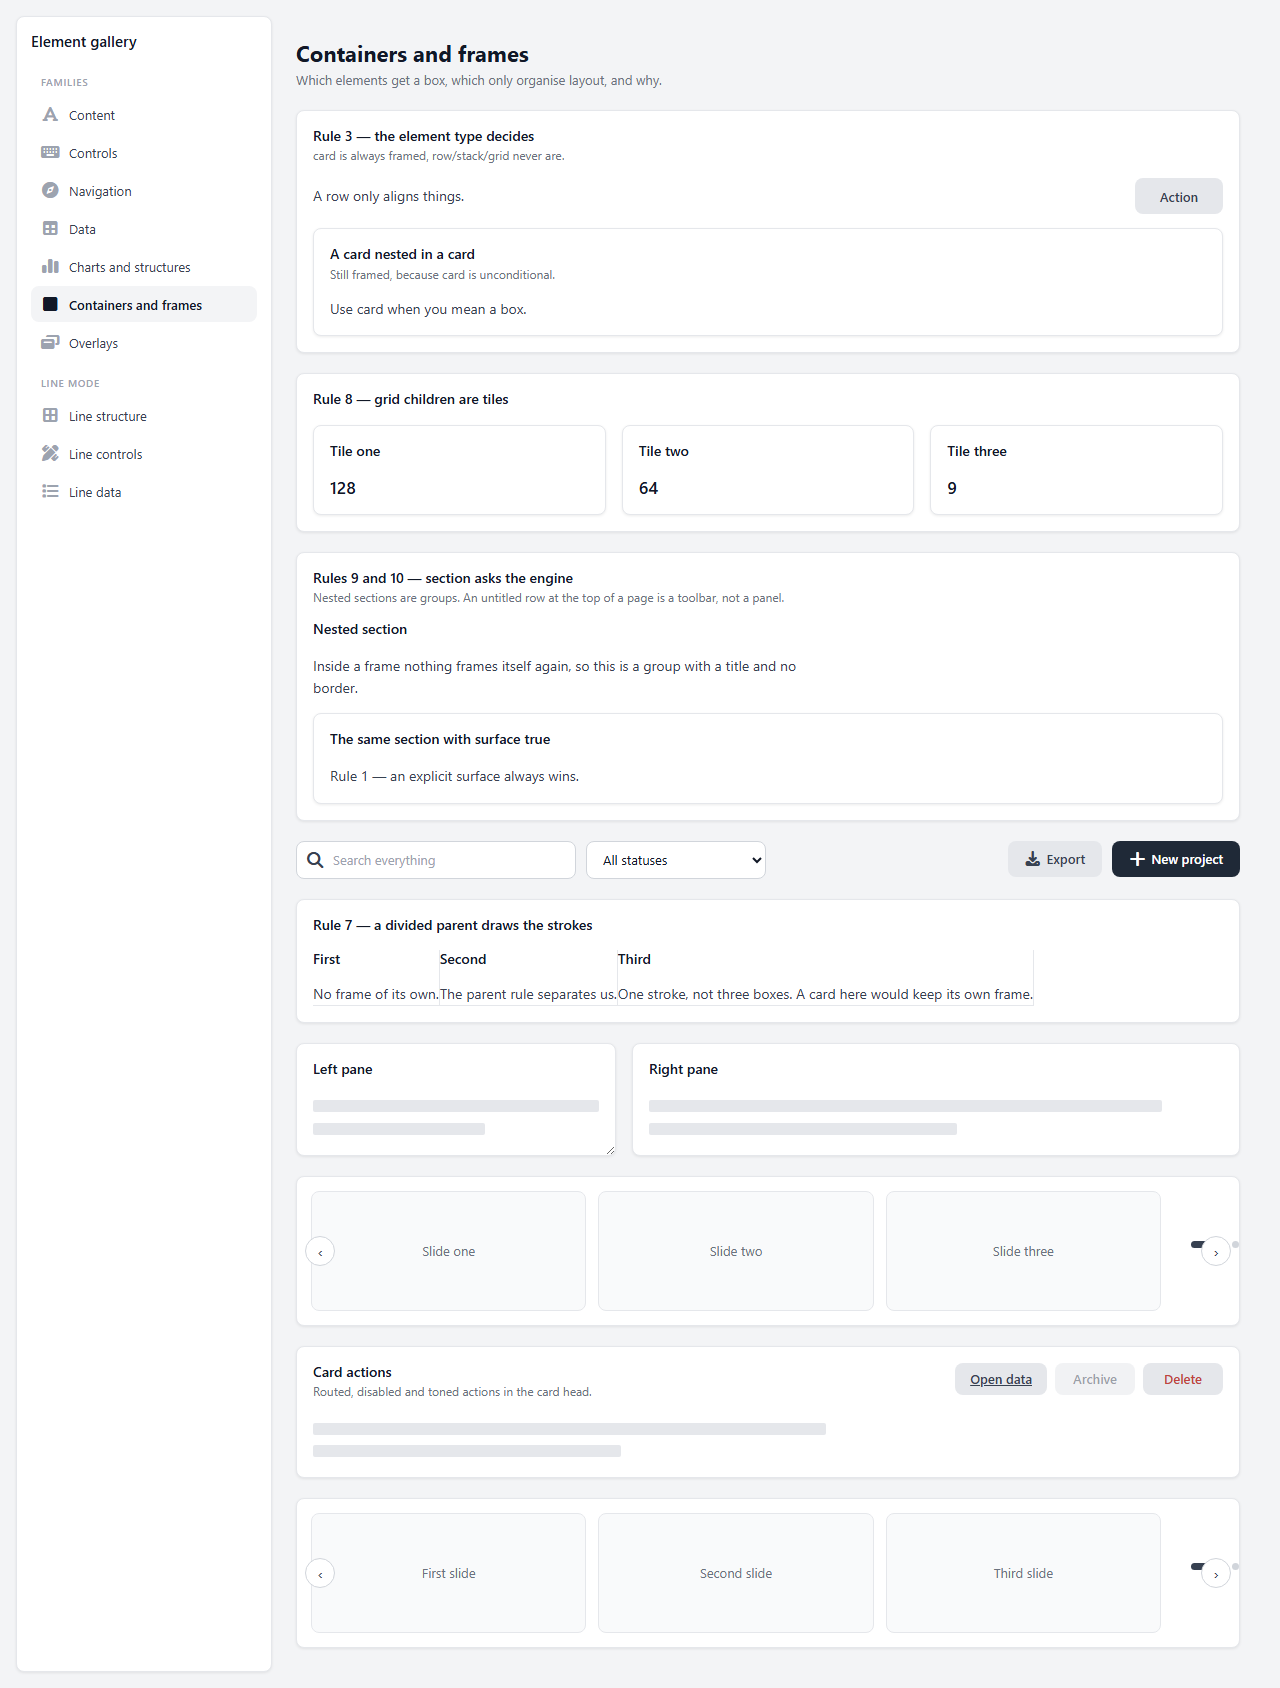 Element gallery
FAMILIES
Content
Controls
Navigation
Data
Charts and structures
Containers and frames
Overlays
LINE MODE
Line structure
Line controls
Line data
Containers and frames
Which elements get a box, which only organise layout, and why.
Rule 3 — the element type decides
card is always framed, row/stack/grid never are.
A row only aligns things.
Action
A card nested in a card
Still framed, because card is unconditional.
Use card when you mean a box.
Rule 8 — grid children are tiles
Tile one
128
Tile two
64
Tile three
9
Rules 9 and 10 — section asks the engine
Nested sections are groups. An untitled row at the top of a page is a toolbar, not a panel.
Nested section
Inside a frame nothing frames itself again, so this is a group with a title and no
border.
The same section with surface true
Rule 1 — an explicit surface always wins.
Search everything
All statuses
Export
New project
Rule 7 — a divided parent draws the strokes
First
No frame of its own.
Second
The parent rule separates us.
Third
One stroke, not three boxes. A card here would keep its own frame.
Left pane
Right pane
Slide one
Slide two
Slide three
Card actions
Routed, disabled and toned actions in the card head.
Open data
Archive
Delete
First slide
Second slide
Third slide